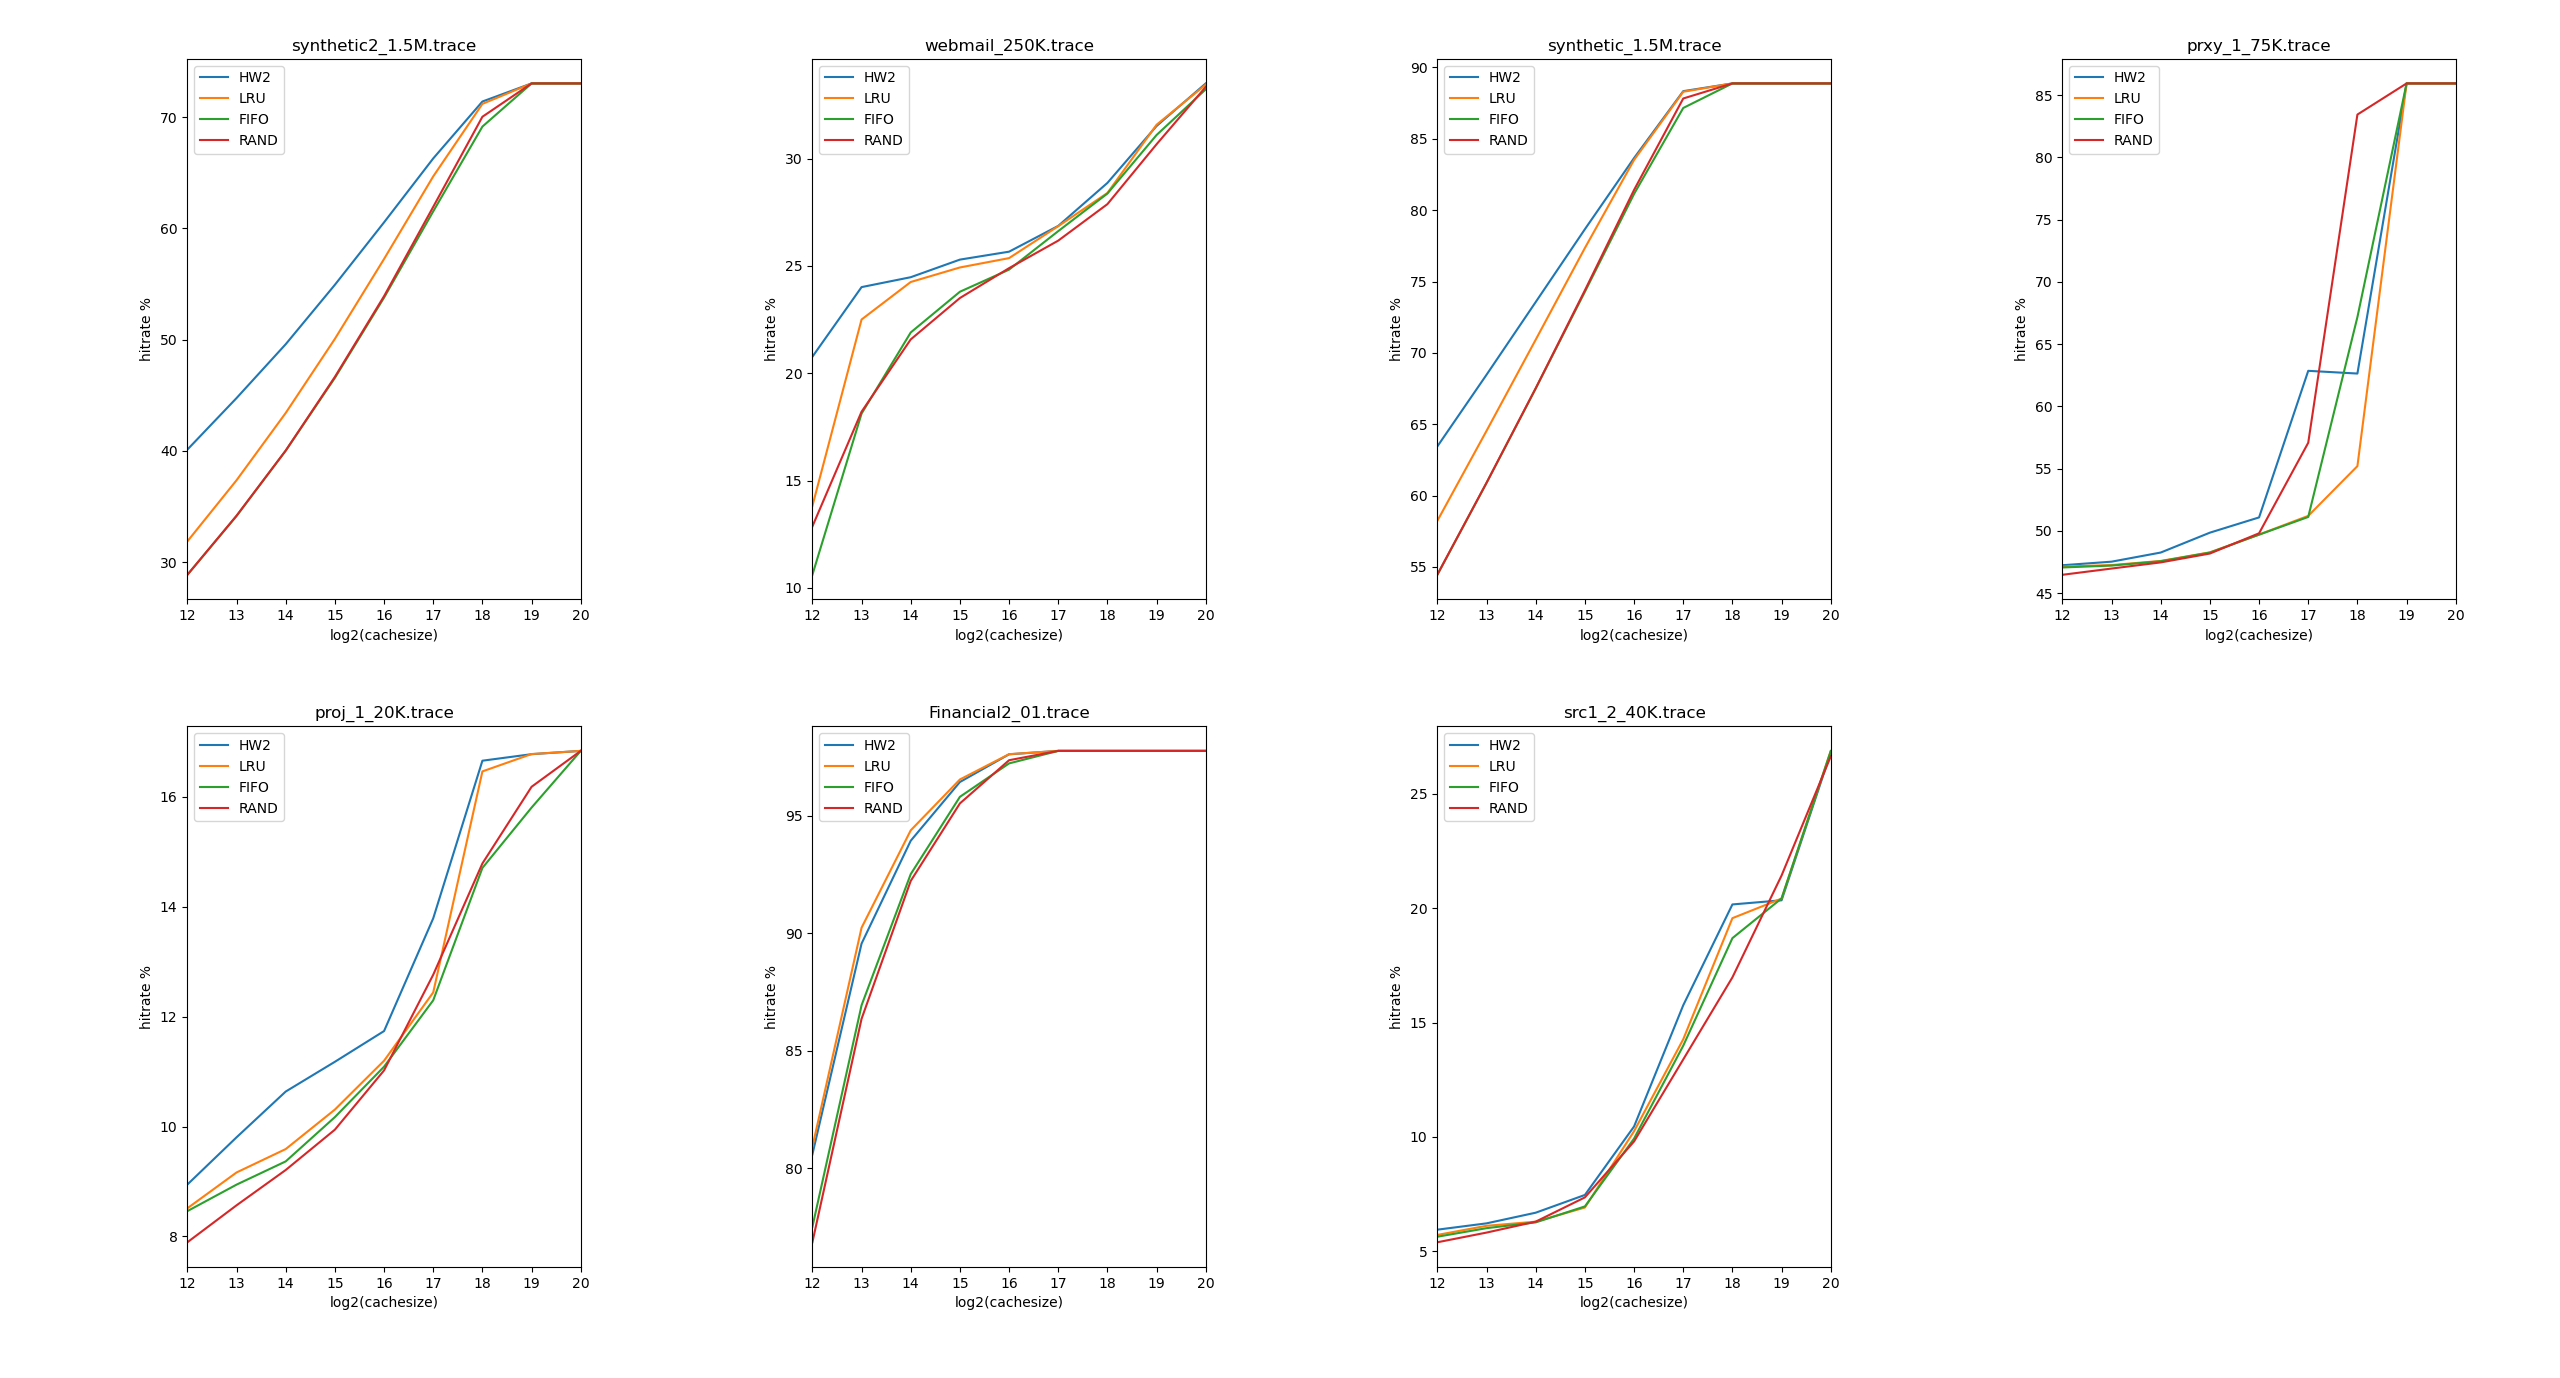 synthetic2_1.5M.trace
HW2
LRU
FIFO
RAND
hitrate %
70
60
50
40
30
12 13 14 15 16 17 18 19 20
log2(cachesize)
webmail_250K.trace
HW2
LRU
FIFO
RAND
hitrate %
30
25
20
15
10
12 13 14 15 16 17 18 19 20
log2(cachesize)
synthetic_1.5M.trace
HW2
LRU
FIFO
RAND
hitrate %
90
85
80
75
70
65
60
55
12 13 14 15 16 17 18 19 20
log2(cachesize)
prxy_1_75K.trace
HW2
LRU
FIFO
RAND
hitrate %
85
80
75
70
65
60
55
50
45
12 13 14 15 16 17 18 19 20
log2(cachesize)
proj_1_20K.trace
HW2
LRU
FIFO
RAND
hitrate %
16
14
12
10
8
12 13 14 15 16 17 18 19 20
log2(cachesize)
Financial2_01.trace
HW2
LRU
FIFO
RAND
hitrate %
95
90
85
80
12 13 14 15 16 17 18 19 20
log2(cachesize)
src1_2_40K.trace
HW2
LRU
FIFO
RAND
hitrate %
25
20
15
10
5
12 13 14 15 16 17 18 19 20
log2(cachesize)